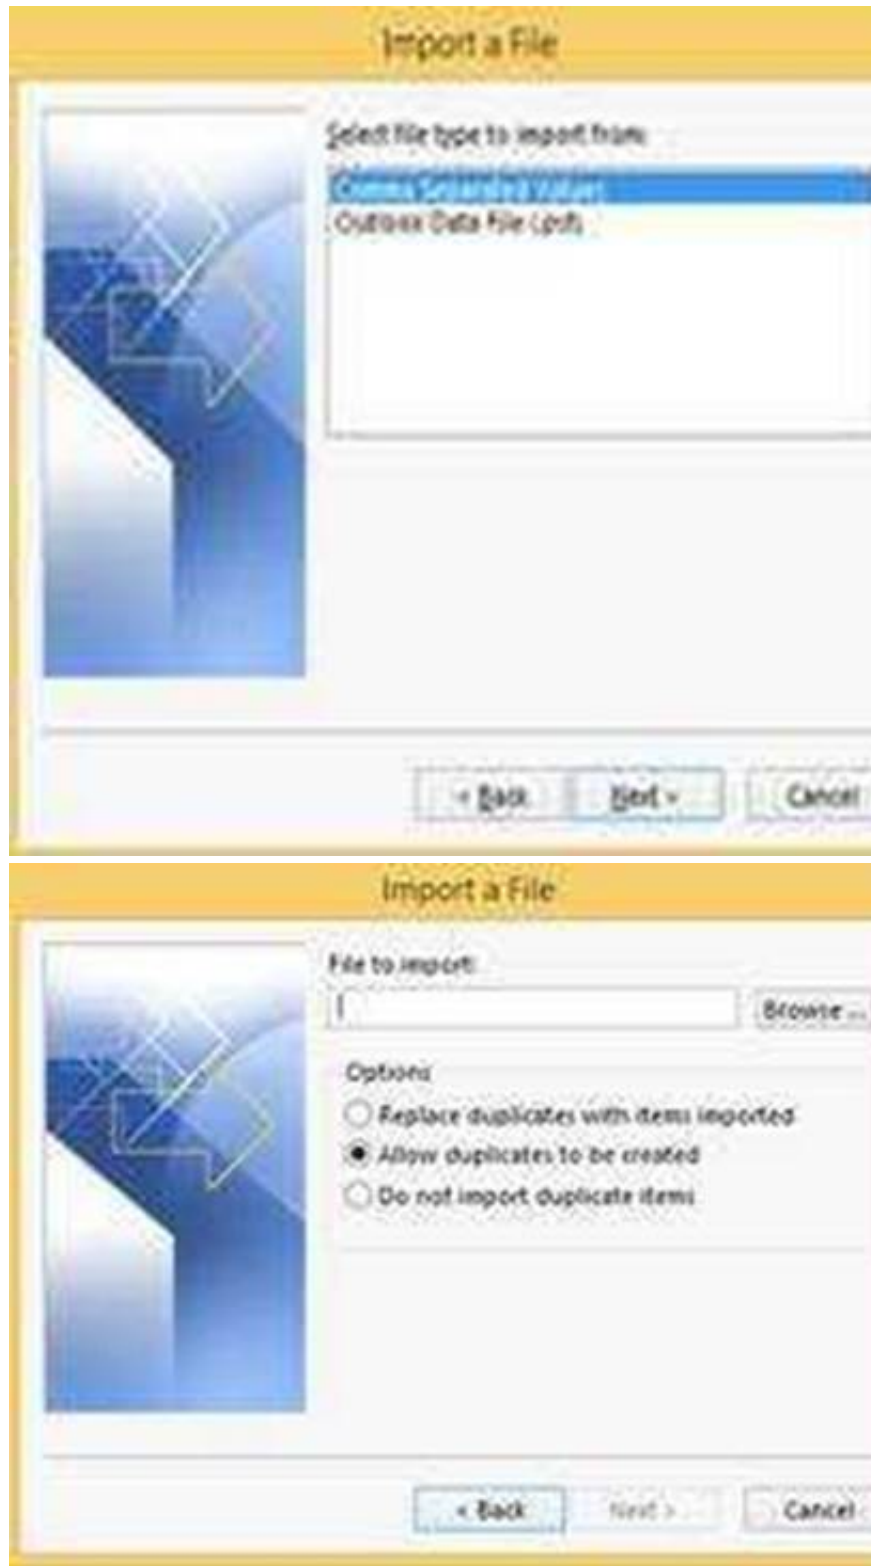 Import a File
Select file type to import from:
Comma Separated Values
Outlook Data File (.pst)
< Back
Next >
Cancel
Import a File
File to import:
Browse ...
Options
Replace duplicates with items imported
Allow duplicates to be created
Do not import duplicate items
< Back
Next >
Cancel